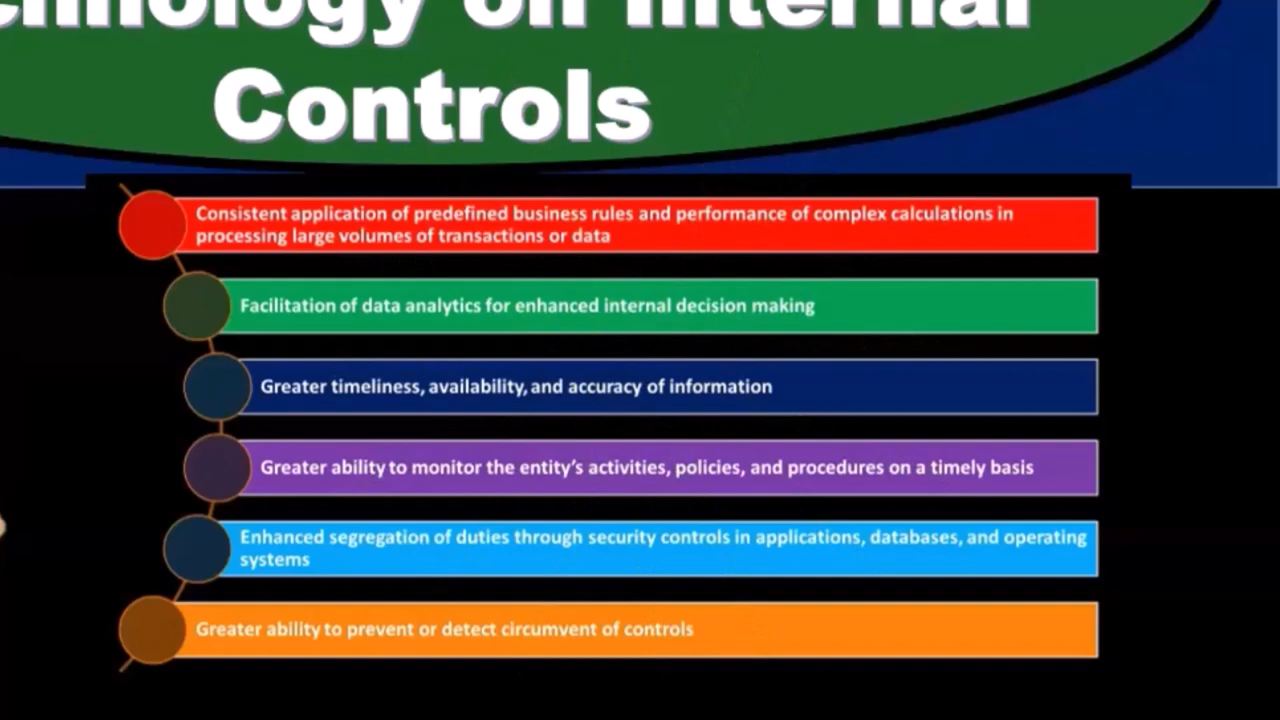 on Internal
Controls
Consistent application of predefined business rules and performance of complex calculations in
processing large volumes of transactions or data
Facilitation of data analytics for enhanced internal decision making
Greater timeliness, availability, and accuracy of information
Greater ability to monitor the entity's activities, policies, and procedures on a timely basis
Enhanced segregation of duties through security controls in applications, databases, and operating
systems
Greater ability to prevent or detect circumvent of controls